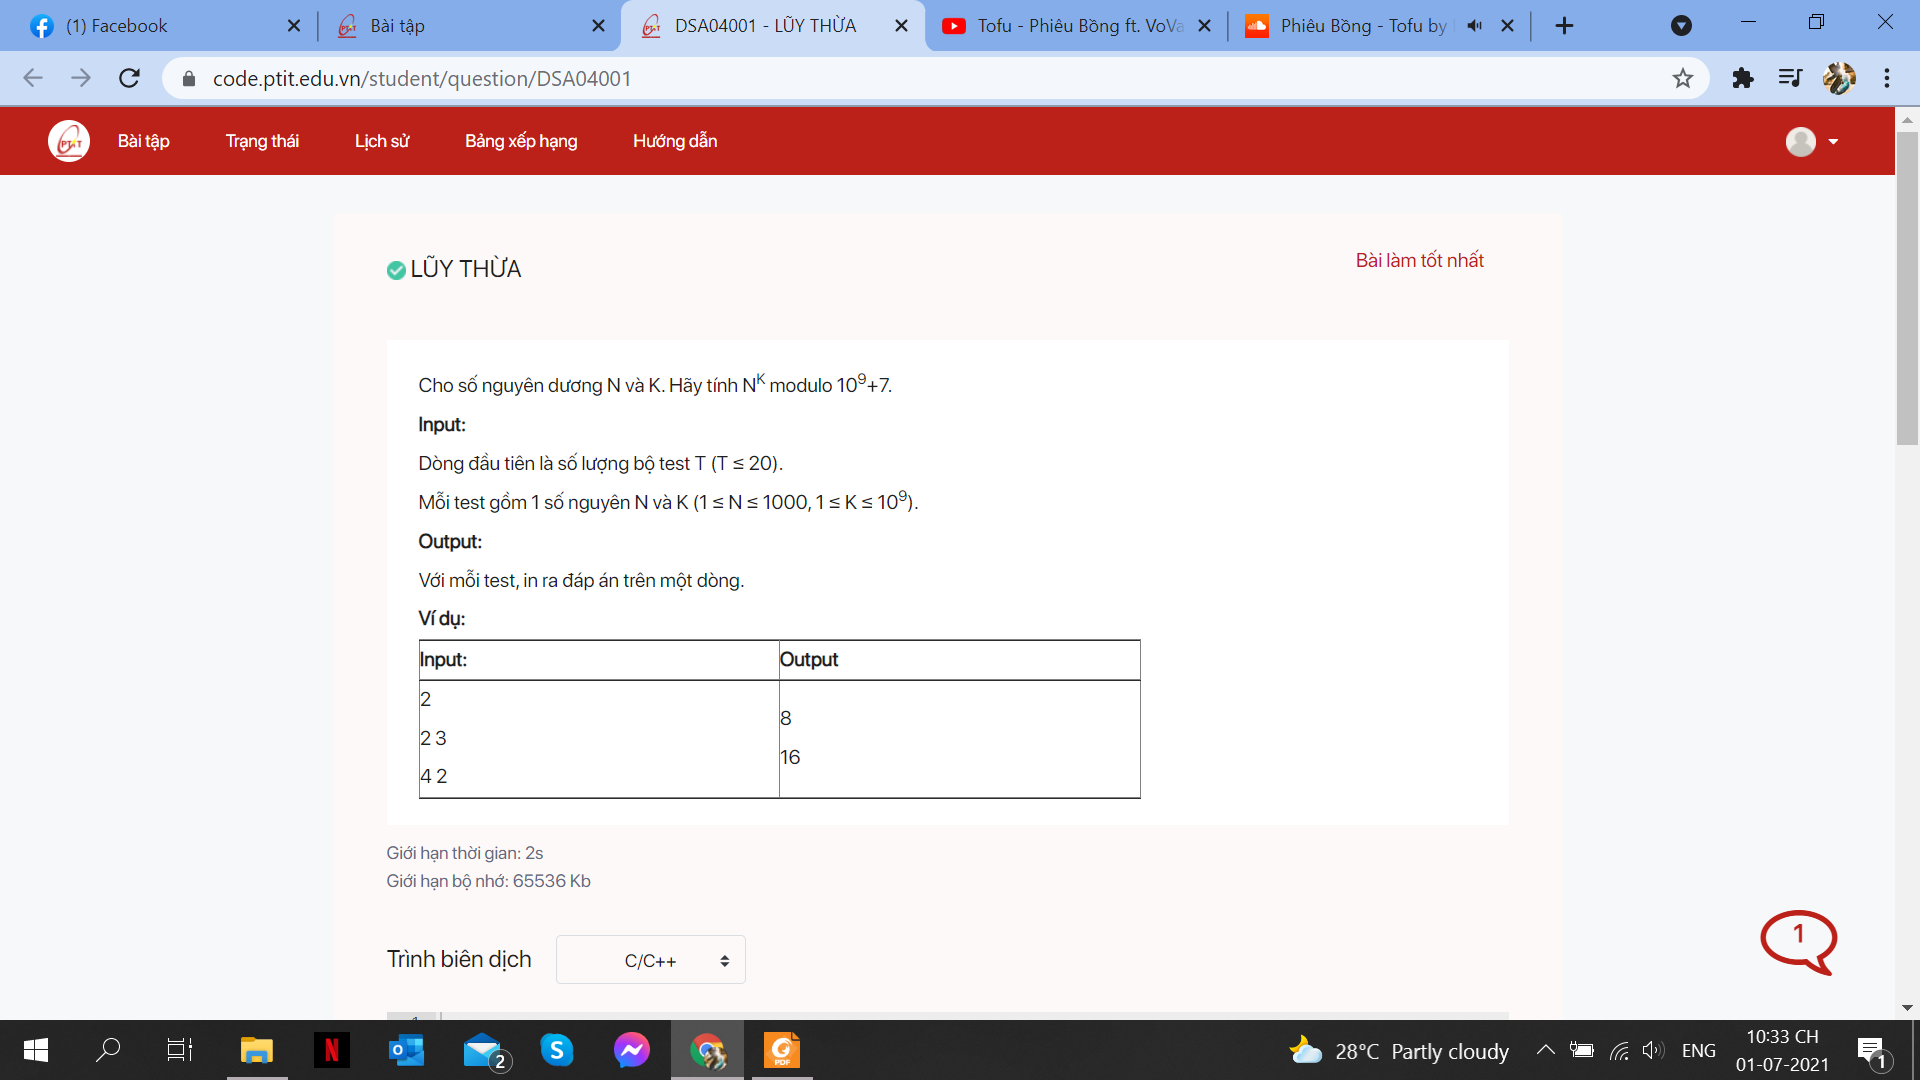 (1) Facebook
Bài tập
DSA04001 - LŨY THỪA
Tofu - Phiêu Bồng ft. VoVa
Phiêu Bồng - Tofu by
code.ptit.edu.vn/student/question/DSA04001
PTIT
Bài tập
Trạng thái
Lịch sử
Bảng xếp hạng
Hướng dẫn
LŨY THỪA
Bài làm tốt nhất
Cho số nguyên dương N và K. Hãy tính N^K modulo 10^9+7.
Input:
Dòng đầu tiên là số lượng bộ test T (T ≤ 20).
Mỗi test gồm 1 số nguyên N và K (1 ≤ N ≤ 1000, 1 ≤ K ≤ 10^9).
Output:
Với mỗi test, in ra đáp án trên một dòng.
Ví dụ:
Input:
Output
2
2 3
4 2
8
16
Giới hạn thời gian: 2s
Giới hạn bộ nhớ: 65536 Kb
Trình biên dịch
C/C++
1
N
2
PDF
28°C Partly cloudy
ENG
10:33 CH
01-07-2021
1